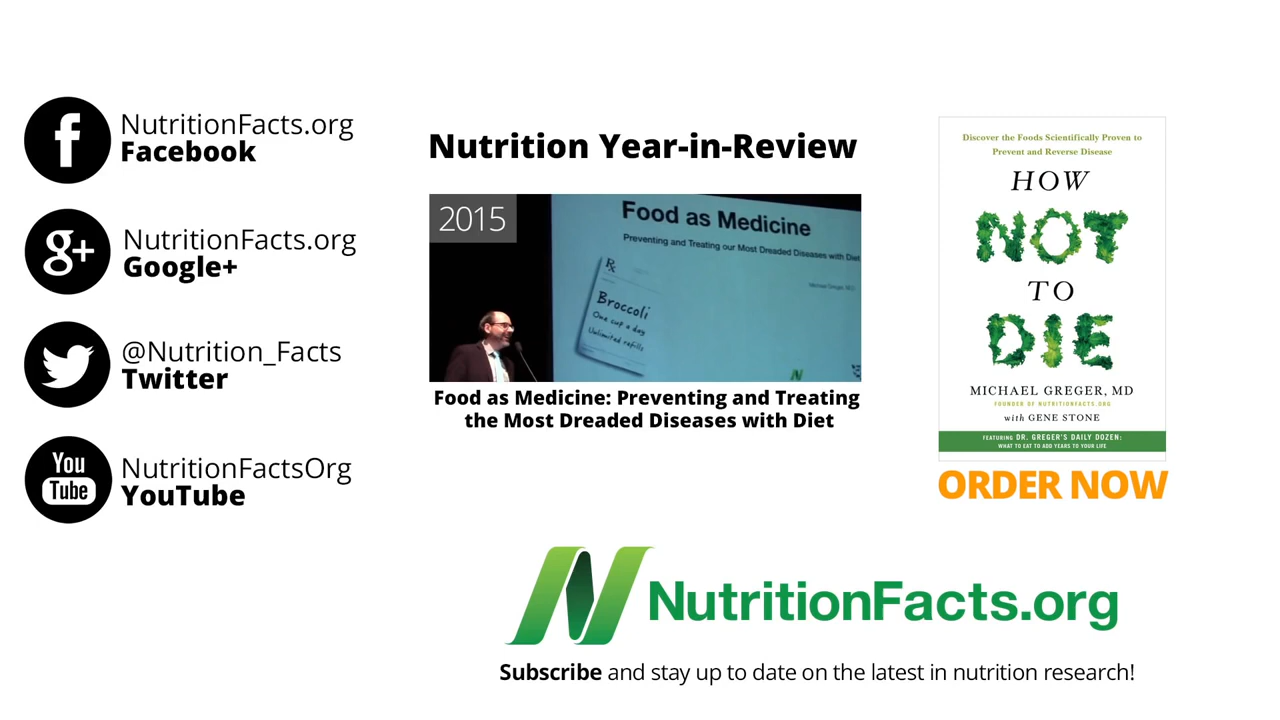 NutritionFacts.org
Facebook
NutritionFacts.org
Google+
@Nutrition_Facts
Twitter
You
Tube
NutritionFactsOrg
YouTube
Nutrition Year-in-Review
2015
Food as Medicine
Preventing and Treating our Most Dreaded Diseases with Diet
Michael Greger, M.D.
Rx
Broccoli
One cup a day
Unlimited refills
Food as Medicine: Preventing and Treating
the Most Dreaded Diseases with Diet
Discover the Foods Scientifically Proven to
Prevent and Reverse Disease
HOW
NOT
TO
DIE
MICHAEL GREGER, MD
FOUNDER OF NUTRITIONFACTS.ORG
with GENE STONE
FEATURING DR. GREGER'S DAILY DOZEN:
WHAT TO EAT TO ADD YEARS TO YOUR LIFE
ORDER NOW
NutritionFacts.org
Subscribe and stay up to date on the latest in nutrition research!